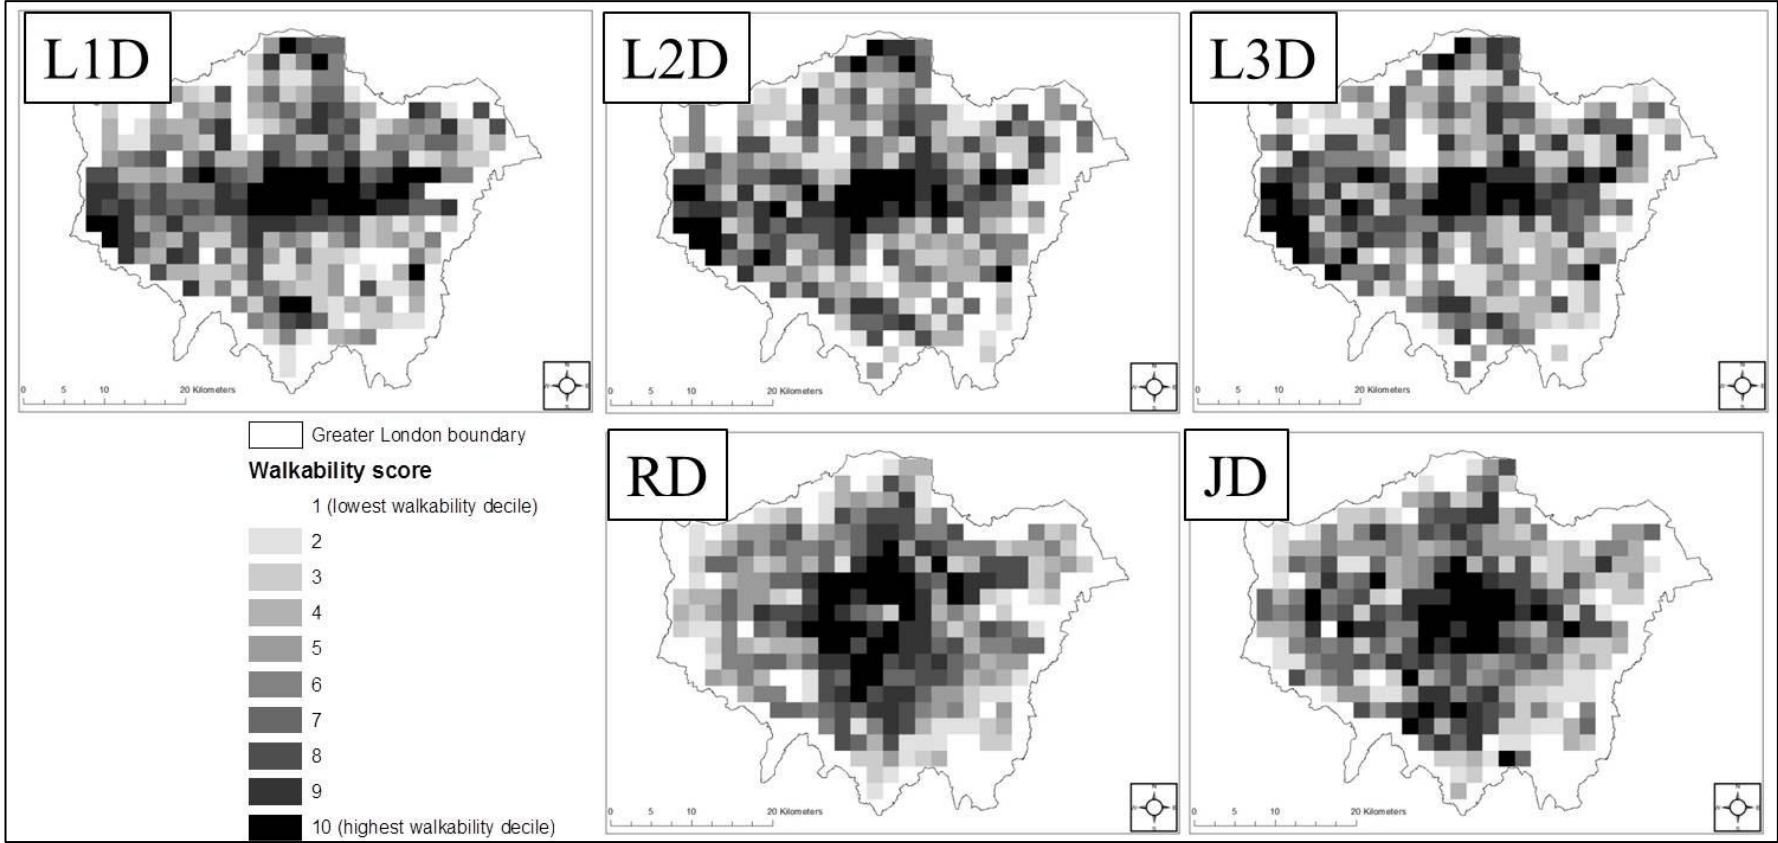 L1D
L2D
L3D
0 5 10 20 Kilometers
0 5 10 20 Kilometers
0 5 10 20 Kilometers
Greater London boundary
Walkability score
1 (lowest walkability decile)
2
3
4
5
6
7
8
9
10 (highest walkability decile)
RD
JD
0 5 10 20 Kilometers
0 5 10 20 Kilometers